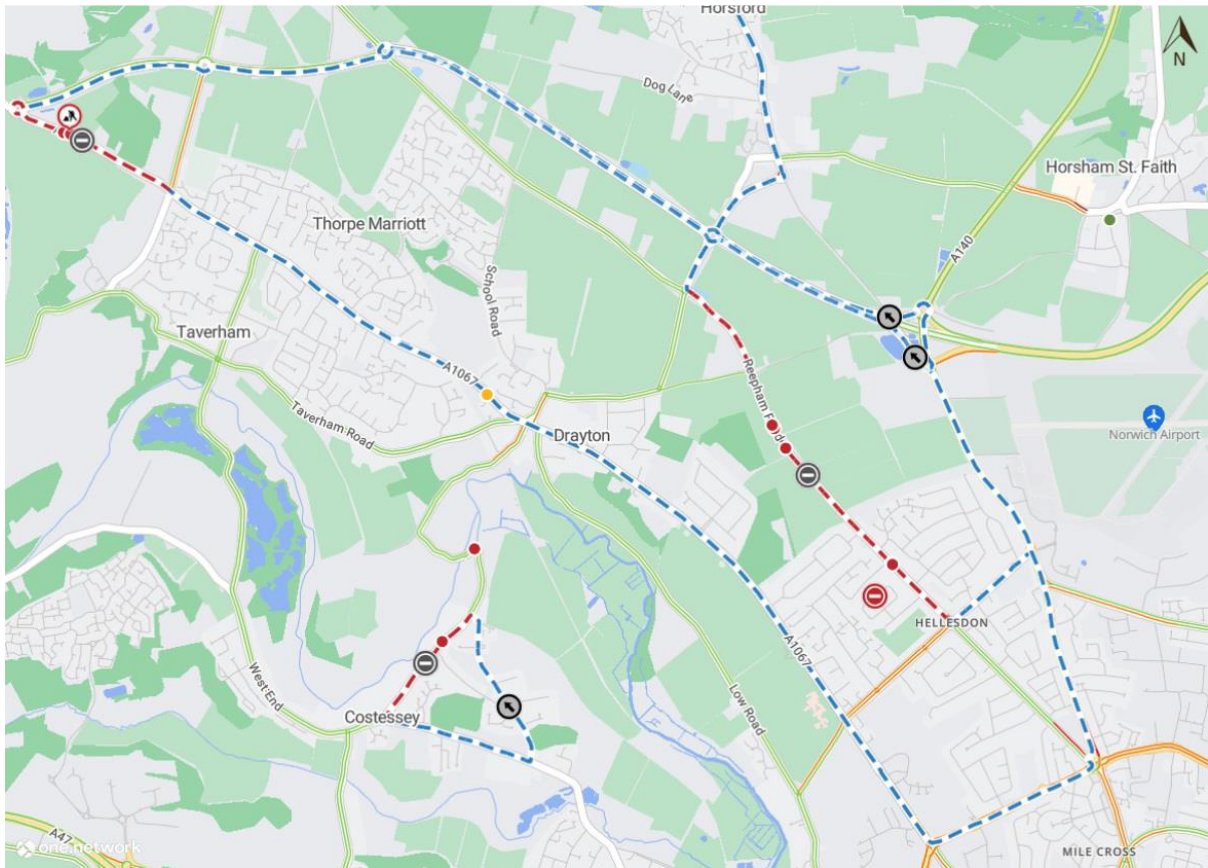 Horsford
N
Dog Lane
Horsham St. Faith
Thorpe Marriott
School Road
A140
Taverham
A1067
Reepham Road
Taverham Road
Drayton
Norwich Airport
HELLESDON
A1067
West End
Low Road
Costessey
A47
one.network
MILE CROSS